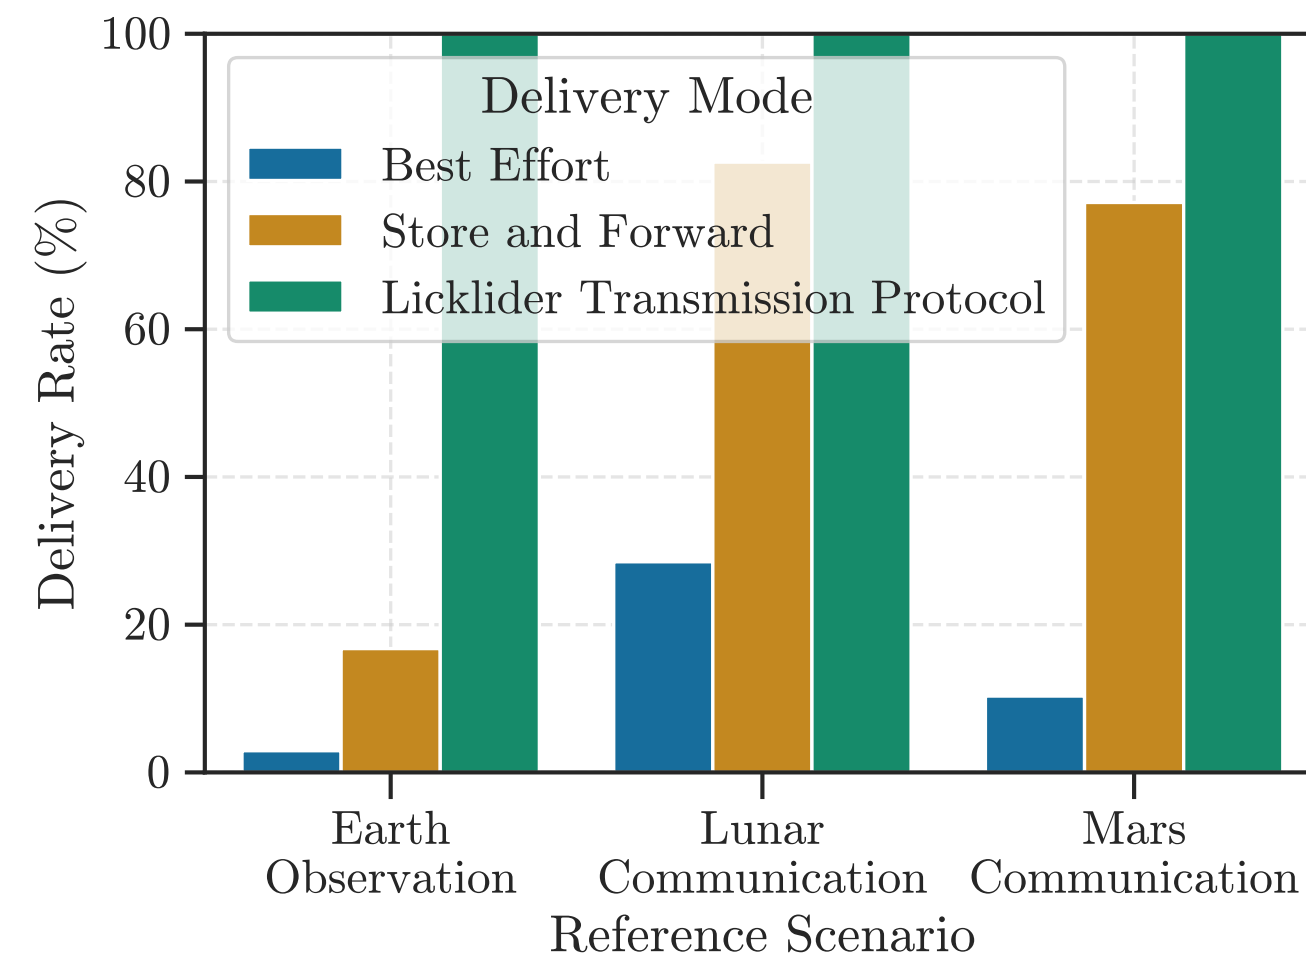 Delivery Rate (%)
100
80
60
40
20
0
Delivery Mode
Best Effort
Store and Forward
Licklider Transmission Protocol
Earth
Observation
Lunar
Communication
Mars
Communication
Reference Scenario